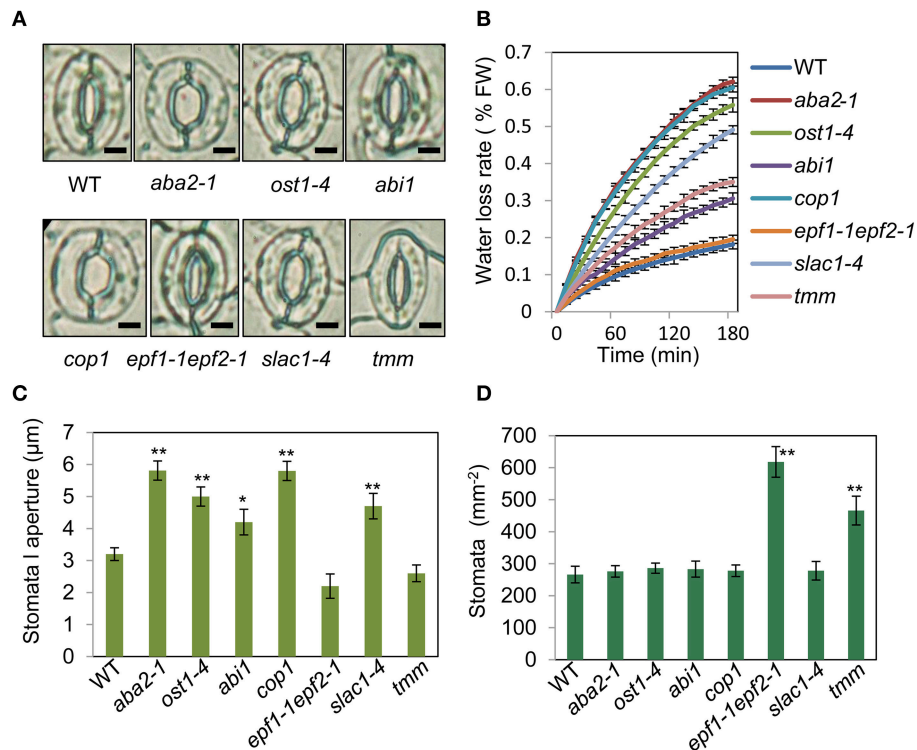 A
WT
aba2-1
ost1-4
abi1
cop1
epf1-1epf2-1
slac1-4
tmm
B
Water loss rate ( % FW)
0.7
0.6
0.5
0.4
0.3
0.2
0.1
0
0 60 120 180
Time (min)
WT
aba2-1
ost1-4
abi1
cop1
epf1-1epf2-1
slac1-4
tmm
C
Stomata l aperture (µm)
7
6
5
4
3
2
1
0
** ** * ** **
WT
aba2-1
ost1-4
abi1
cop1
epf1-1epf2-1
slac1-4
tmm
D
Stomata (mm-2)
700
600
500
400
300
200
100
0
** **
WT
aba2-1
ost1-4
abi1
cop1
epf1-1epf2-1
slac1-4
tmm